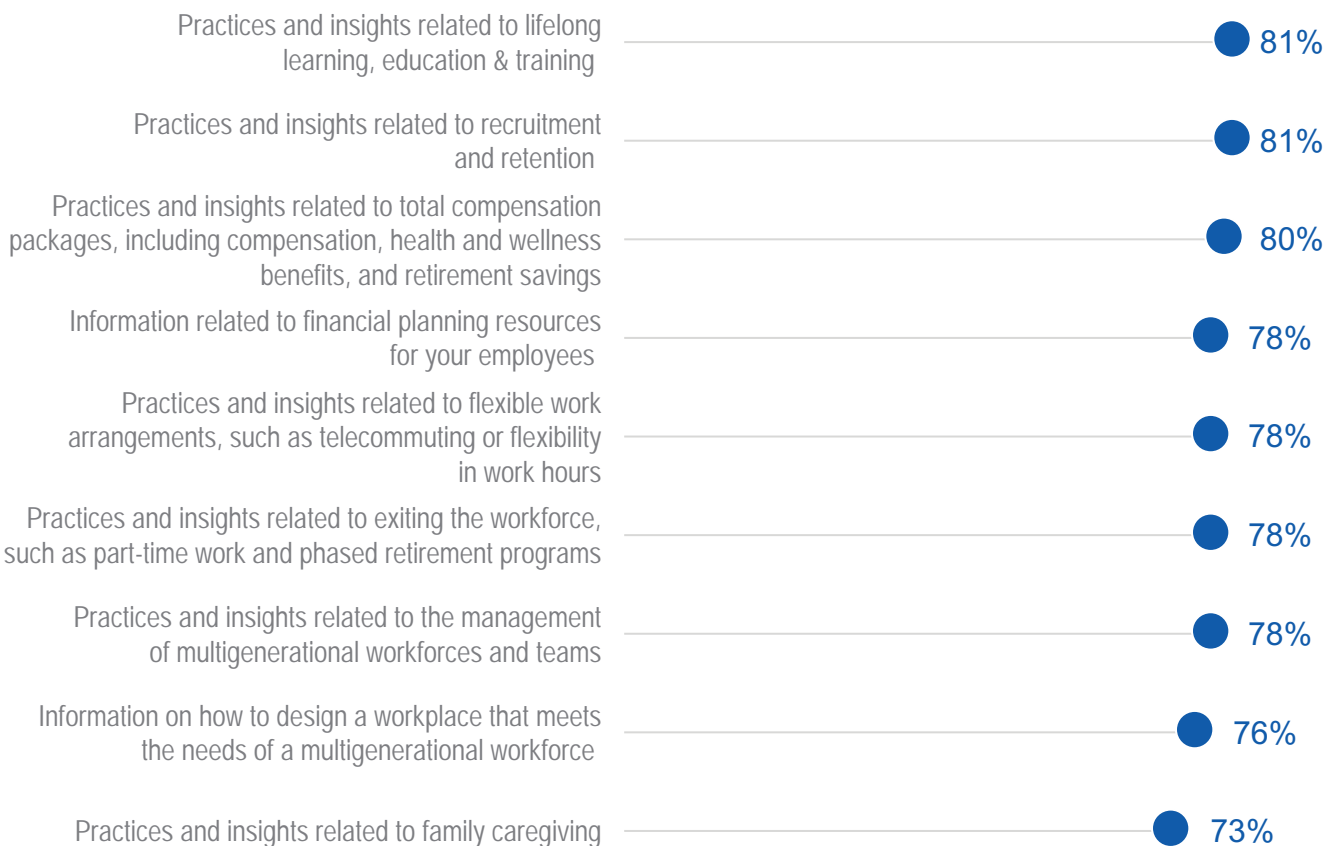 Practices and insights related to lifelong
learning, education & training
81%
Practices and insights related to recruitment
and retention
81%
Practices and insights related to total compensation
packages, including compensation, health and wellness
benefits, and retirement savings
80%
Information related to financial planning resources
for your employees
78%
Practices and insights related to flexible work
arrangements, such as telecommuting or flexibility
in work hours
78%
Practices and insights related to exiting the workforce,
such as part-time work and phased retirement programs
78%
Practices and insights related to the management
of multigenerational workforces and teams
78%
Information on how to design a workplace that meets
the needs of a multigenerational workforce
76%
Practices and insights related to family caregiving
73%